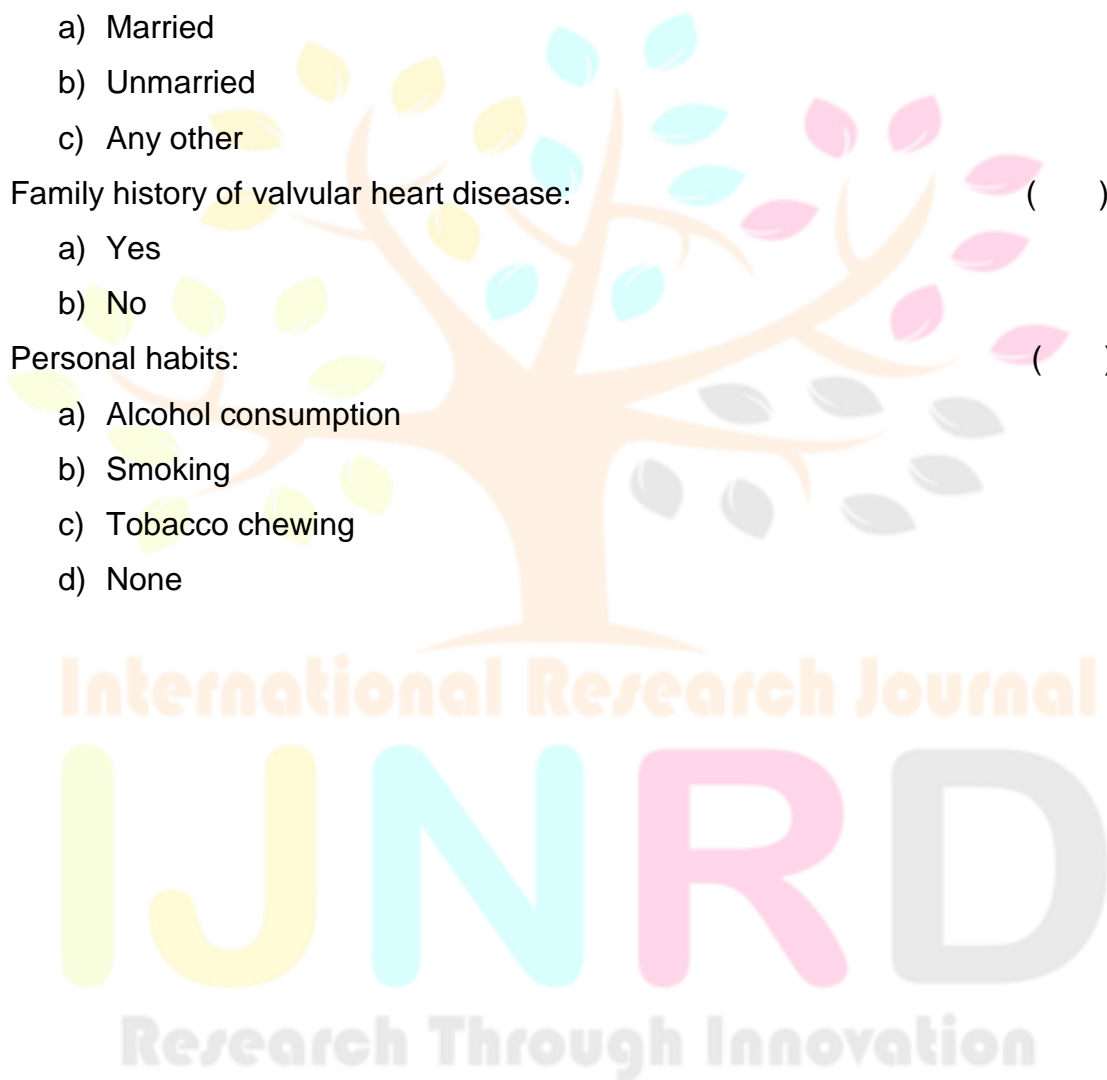 a) Married
b) Unmarried
c) Any other
Family history of valvular heart disease: ( )
a) Yes
b) No
Personal habits: ( )
a) Alcohol consumption
b) Smoking
c) Tobacco chewing
d) None
International Research Journal
IJNRD
Research Through Innovation